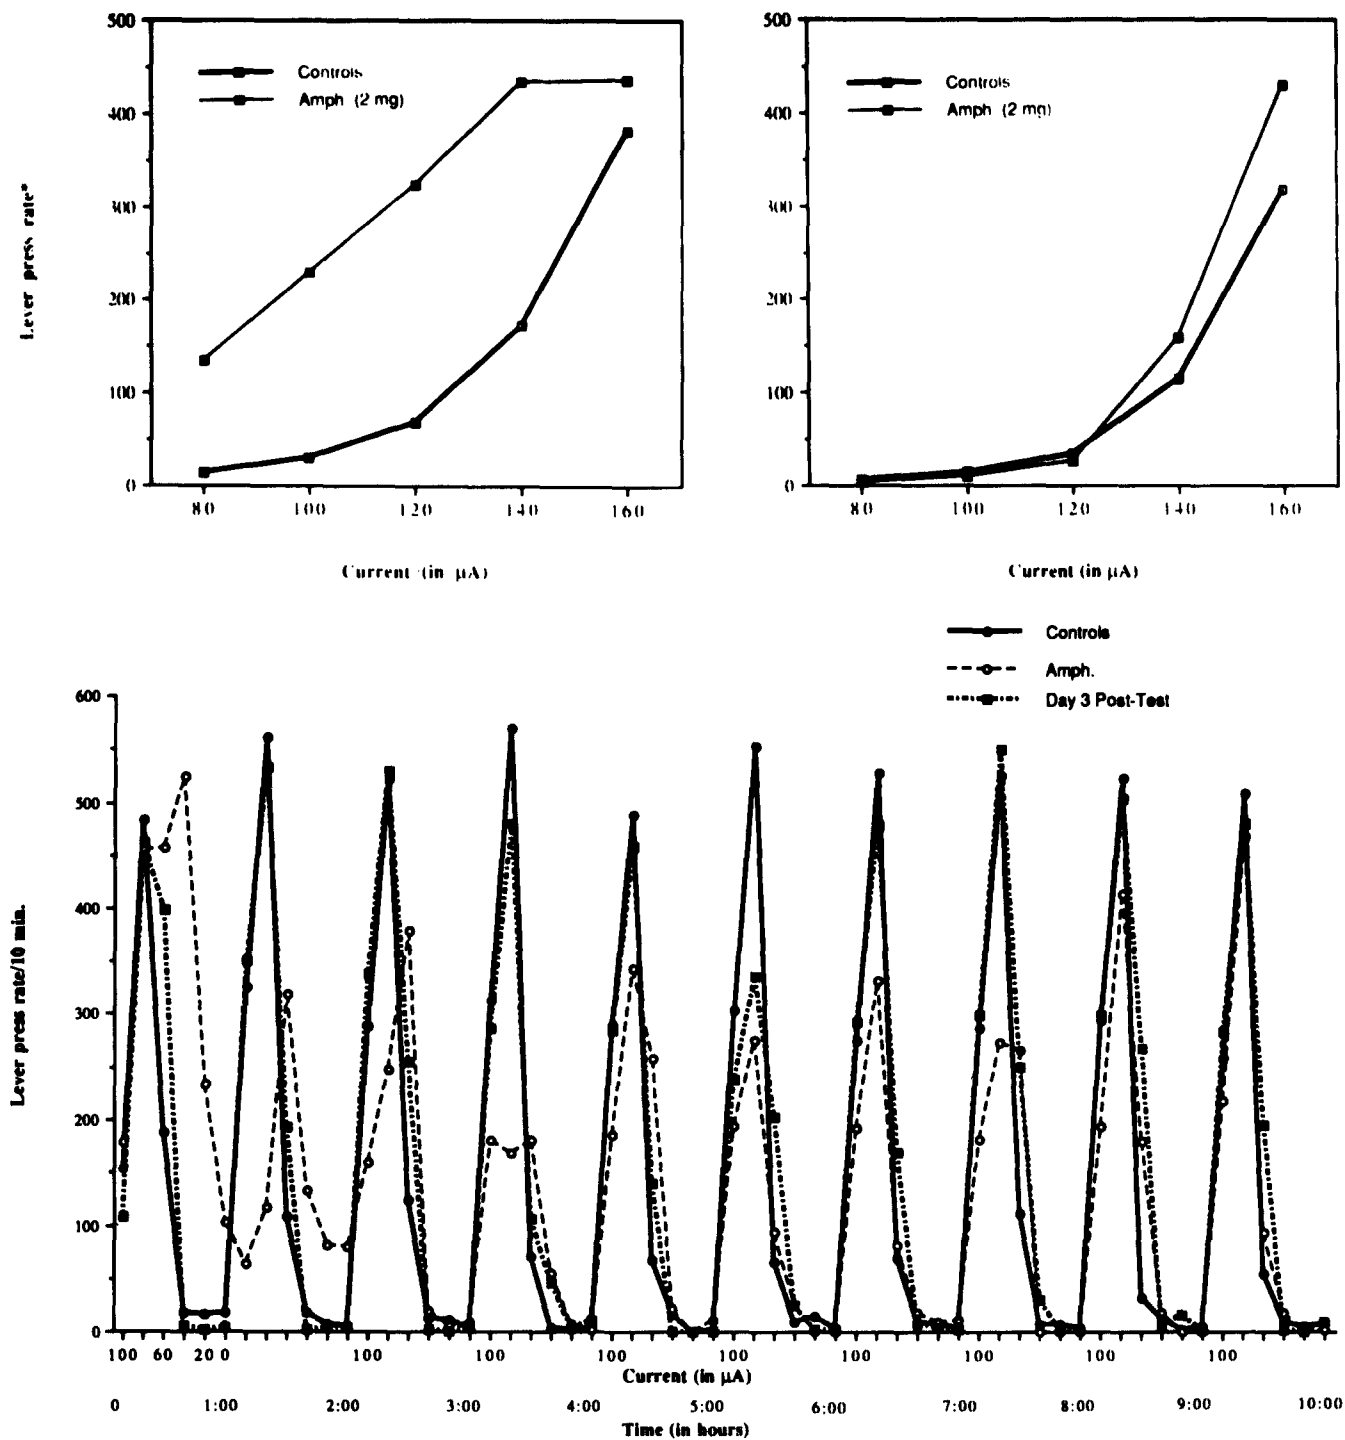 500
400
300
200
100
0
Controls
Amph (2 mg)
Lever press rate*
80 100 120 140 160
Current (in µA)
500
400
300
200
100
0
Controls
Amph (2 mg)
80 100 120 140 160
Current (in µA)
Controls
Amph.
Day 3 Post-Test
600
500
400
300
200
100
0
Lever press rate/10 min.
100 60 20 0 100 100 100 100 100 100 100 100
Current (in µA)
0 1:00 2:00 3:00 4:00 5:00 6:00 7:00 8:00 9:00 10:00
Time (in hours)